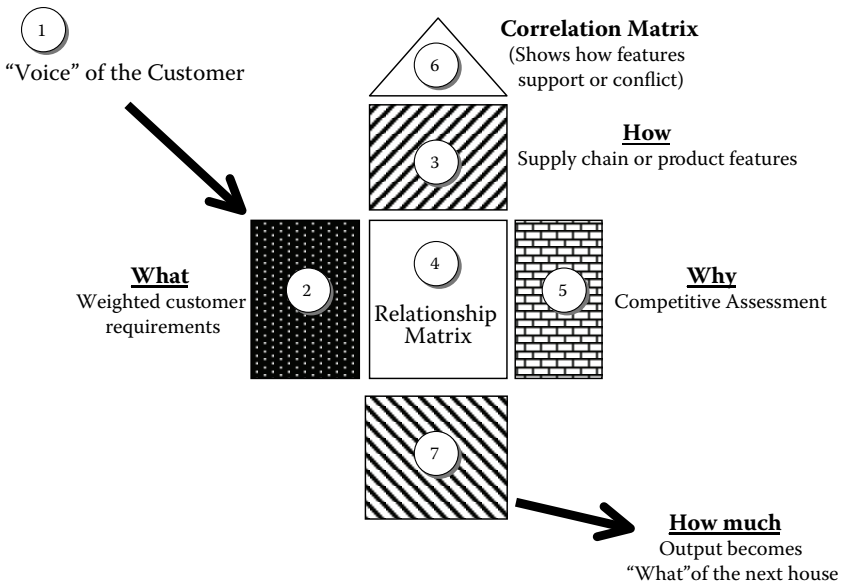 1
“Voice” of the Customer
6
Correlation Matrix
(Shows how features
support or conflict)
3
How
Supply chain or product features
What
Weighted customer
requirements
2
4
Relationship
Matrix
5
Why
Competitive Assessment
7
How much
Output becomes
“What”of the next house